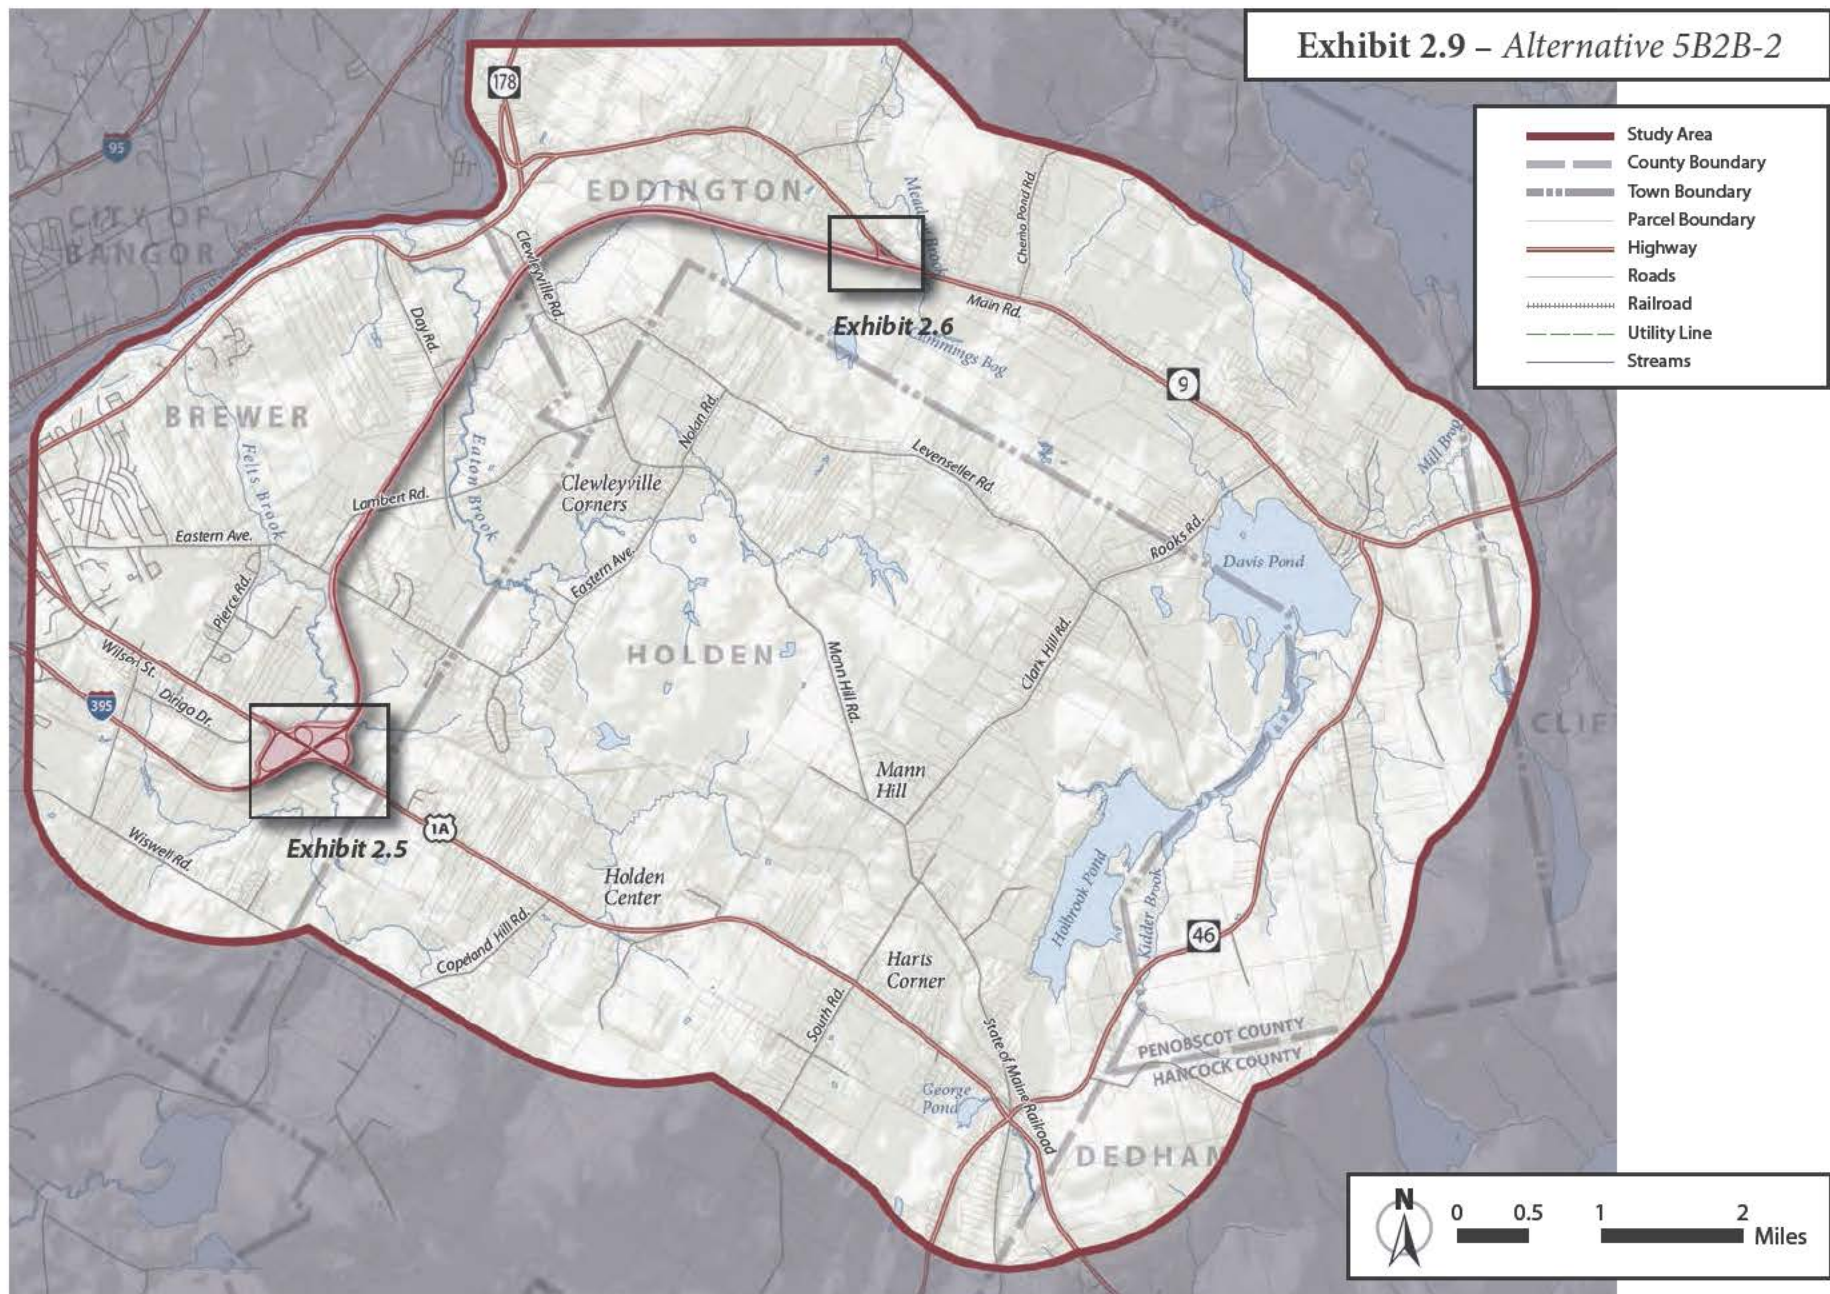 Exhibit 2.9 – Alternative 5B2B-2
Study Area
County Boundary
Town Boundary
Parcel Boundary
Highway
Roads
Railroad
Utility Line
Streams
178
95
CITY OF
BANGOR
EDDINGTON
Chemo Pond Rd.
Clewleyville Rd.
Main Rd.
Exhibit 2.6
Cummings Bog
9
Day Rd.
BREWER
Felts Brook
Eaton Brook
Nolan Rd.
Levenseller Rd.
Clewleyville
Corners
Lambert Rd.
Eastern Ave.
Eastern Ave.
Rooks Rd.
Davis Pond
Pierce Rd.
Wilson St.
Dirigo Dr.
395
HOLDEN
Mann Hill Rd.
Clark Hill Rd.
Mann
Hill
1A
Exhibit 2.5
Wiswell Rd.
Holden
Center
Copeland Hill Rd.
Holbrook Pond
Kidder Brook
46
Harts
Corner
South Rd.
State of Maine Railroad
PENOBSCOT COUNTY
HANCOCK COUNTY
George
Pond
DEDHAM
CLIF
N
0 0.5 1 2
Miles